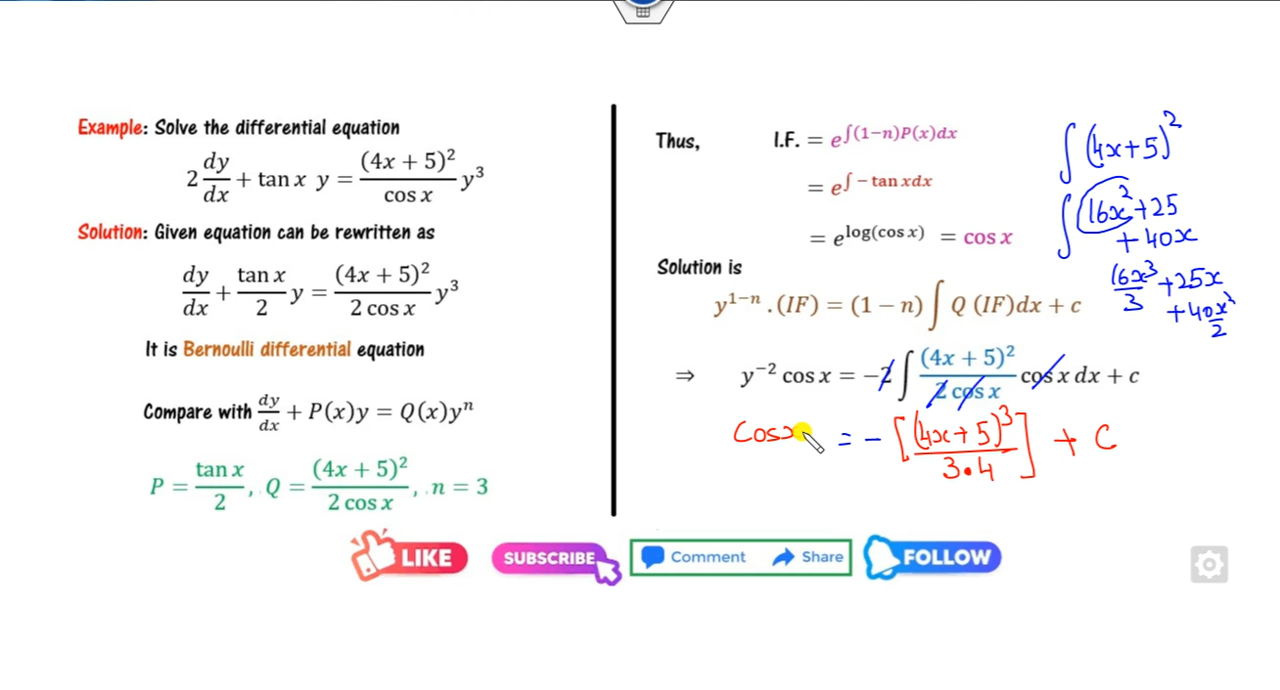 Example: Solve the differential equation
2 dy/dx + tan x y = (4x + 5)²/cos x y³
Solution: Given equation can be rewritten as
dy/dx + tan x/2 y = (4x + 5)²/2 cos x y³
It is Bernoulli differential equation
Compare with dy/dx + P(x)y = Q(x)yⁿ
P = tan x/2, Q = (4x + 5)²/2 cos x, n = 3
Thus, I.F. = e^∫(1−n)P(x)dx
= e^∫ − tan x dx
= e^log(cos x) = cos x
Solution is
y^1−n . (IF) = (1 − n) ∫ Q (IF)dx + c
⇒ y⁻² cos x = −2 ∫ (4x + 5)²/2 cos x cos x dx + c
Cosx = − [(4x + 5)³/3·4] + C
∫(4x+5)²
∫(16x² + 25
+ 40x
16x³/3 + 25x
+ 40x²/2
LIKE
SUBSCRIBE
Comment Share
FOLLOW